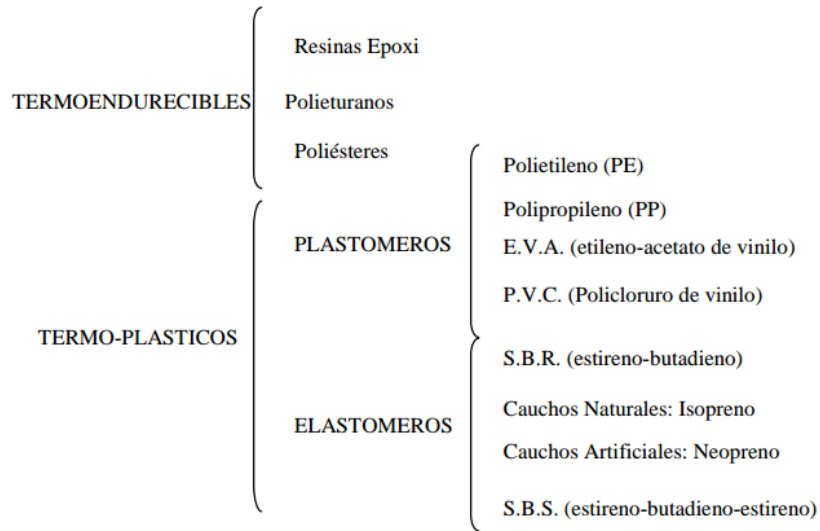 TERMOENDURECIBLES
Resinas Epoxi
Polieturanos
Poliésteres
TERMO-PLASTICOS
PLASTOMEROS
Polietileno (PE)
Polipropileno (PP)
E.V.A. (etileno-acetato de vinilo)
P.V.C. (Policloruro de vinilo)
ELASTOMEROS
S.B.R. (estireno-butadieno)
Cauchos Naturales: Isopreno
Cauchos Artificiales: Neopreno
S.B.S. (estireno-butadieno-estireno)